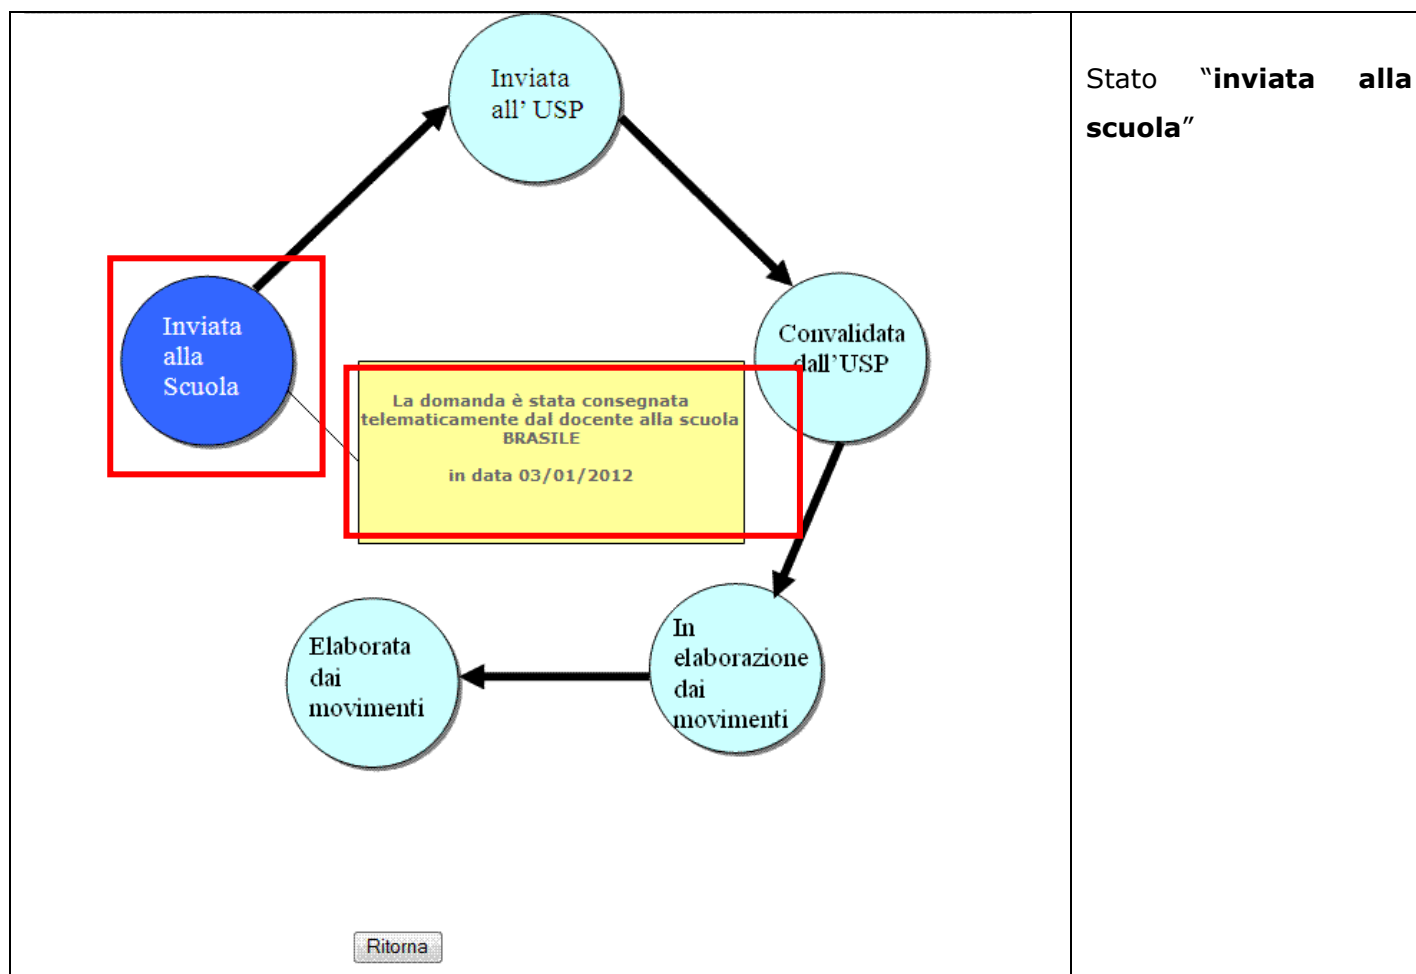 Inviata
all' USP
Stato "inviata alla
scuola"
Inviata
alla
Scuola
Convalidata
dall'USP
La domanda è stata consegnata
telematicamente dal docente alla scuola
BRASILE
in data 03/01/2012
Elaborata
dai
movimenti
In
elaborazione
dai
movimenti
Ritorna